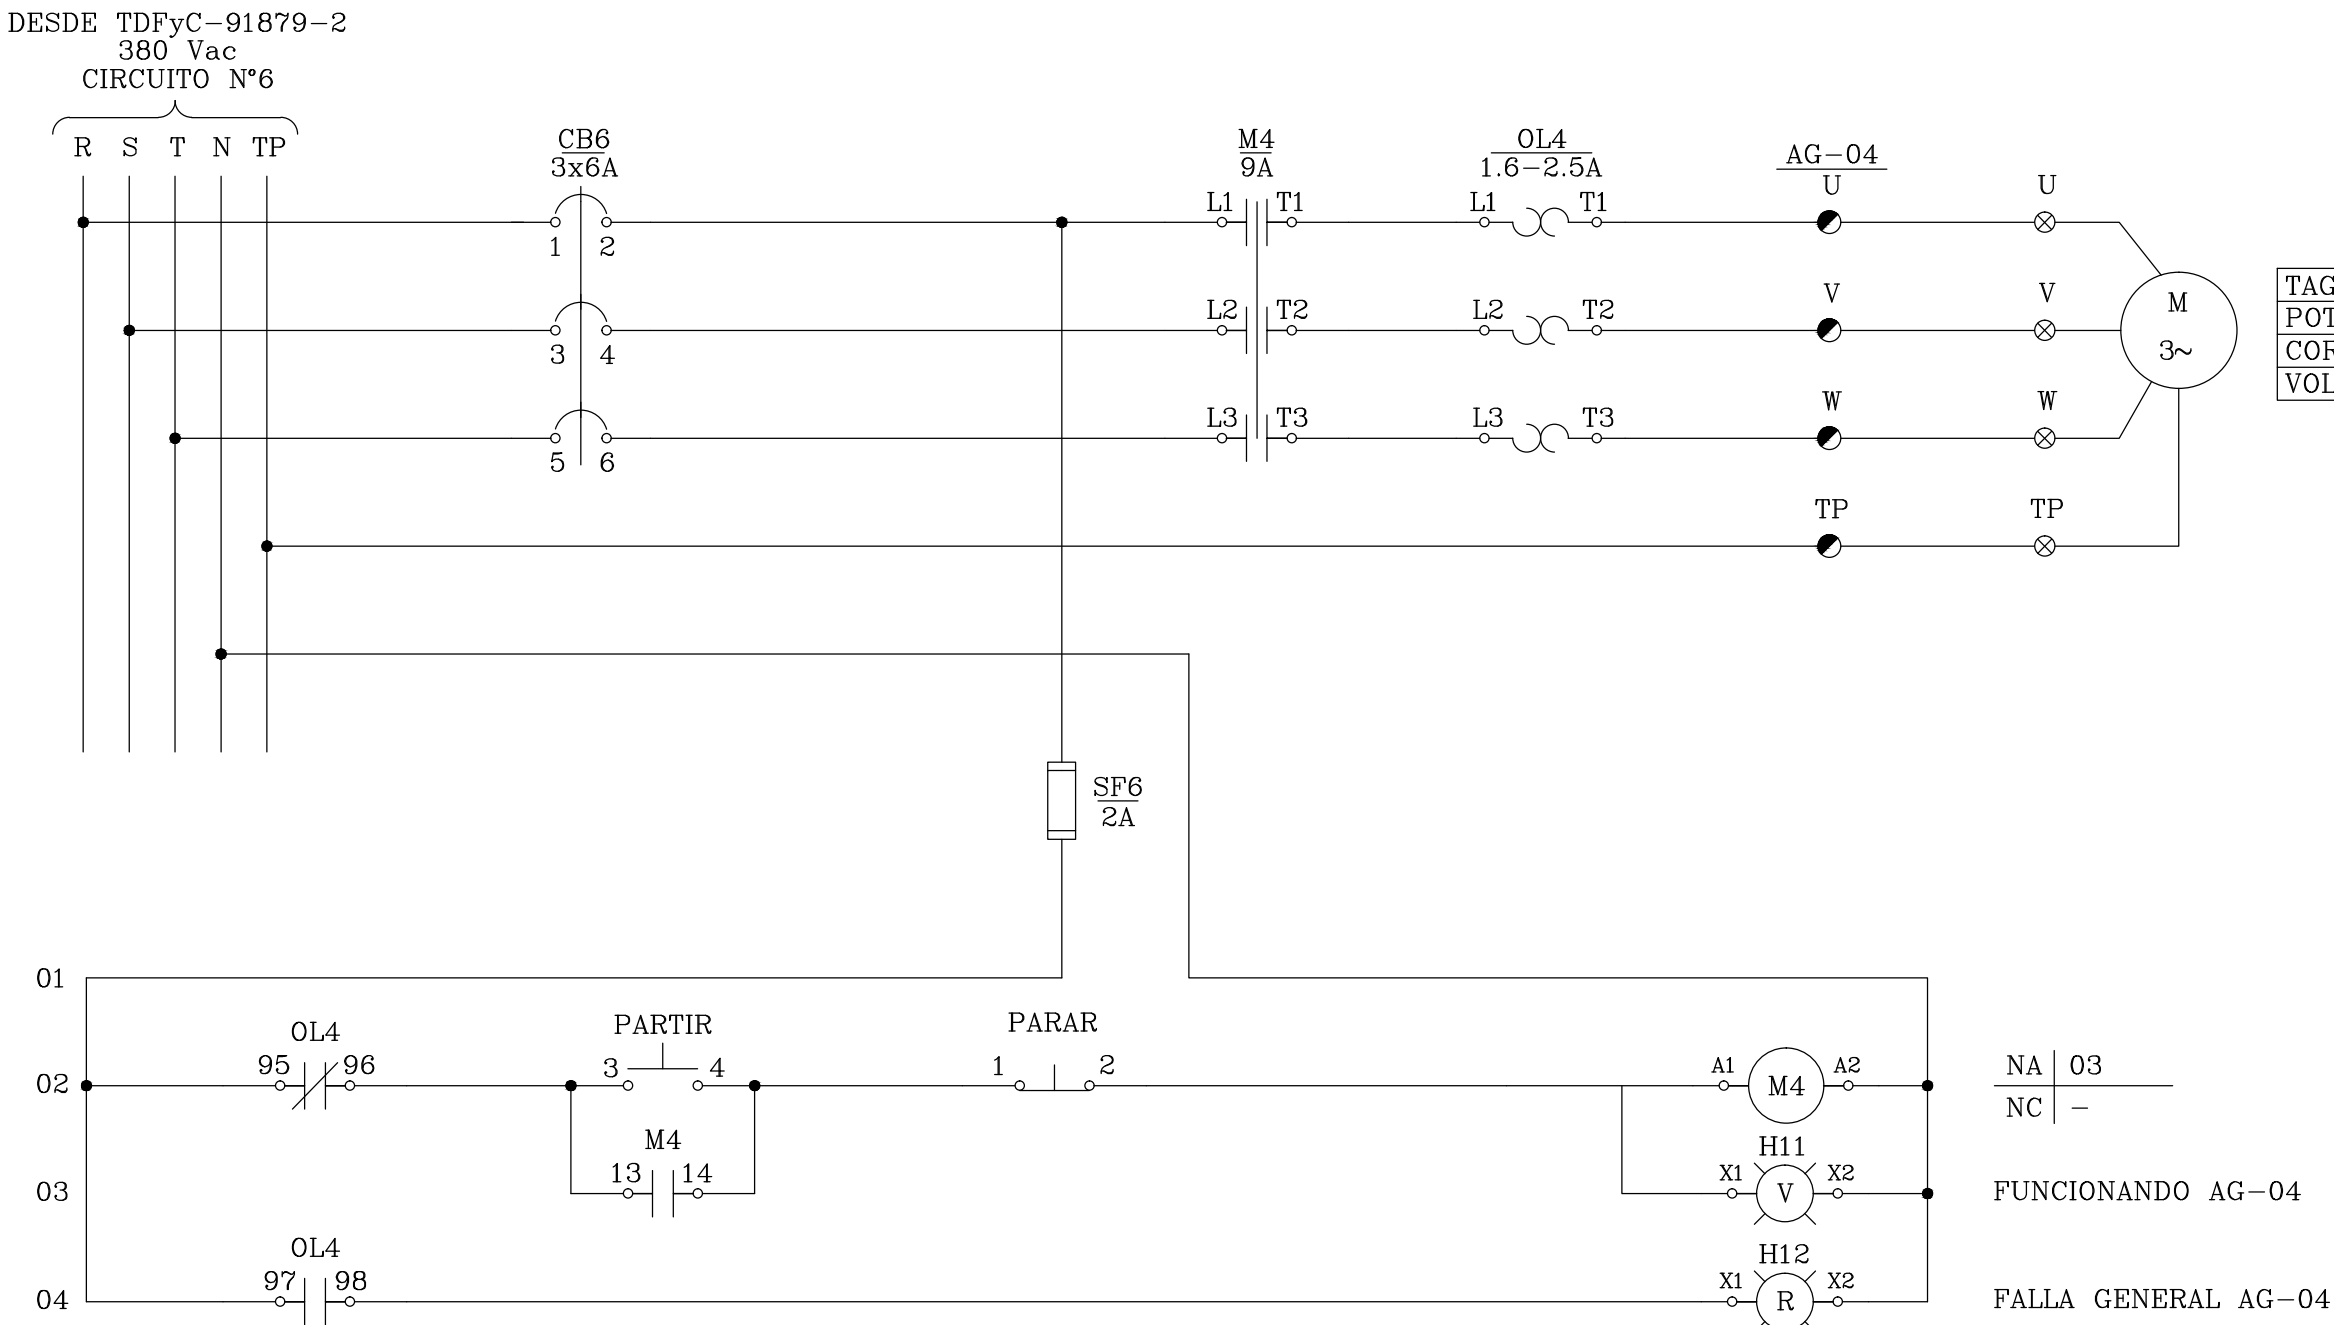 DESDE TDFyC-91879-2
380 Vac
CIRCUITO N°6
R S T N TP
CB6
3x6A
M4
9A
OL4
1.6-2.5A
AG-04
U U
L1 T1 L1 T1
1 2
V V
L2 T2 L2 T2
3 4
W W
L3 T3 L3 T3
5 6
TP TP
M
3~
TAG
POT
COR
VOL
SF6
2A
01
OL4 PARTIR PARAR
02 95 96 3 4 1 2 A1 M4 A2 NA 03
NC -
M4 H11
03 13 14 X1 V X2 FUNCIONANDO AG-04
OL4 H12
04 97 98 X1 R X2 FALLA GENERAL AG-04